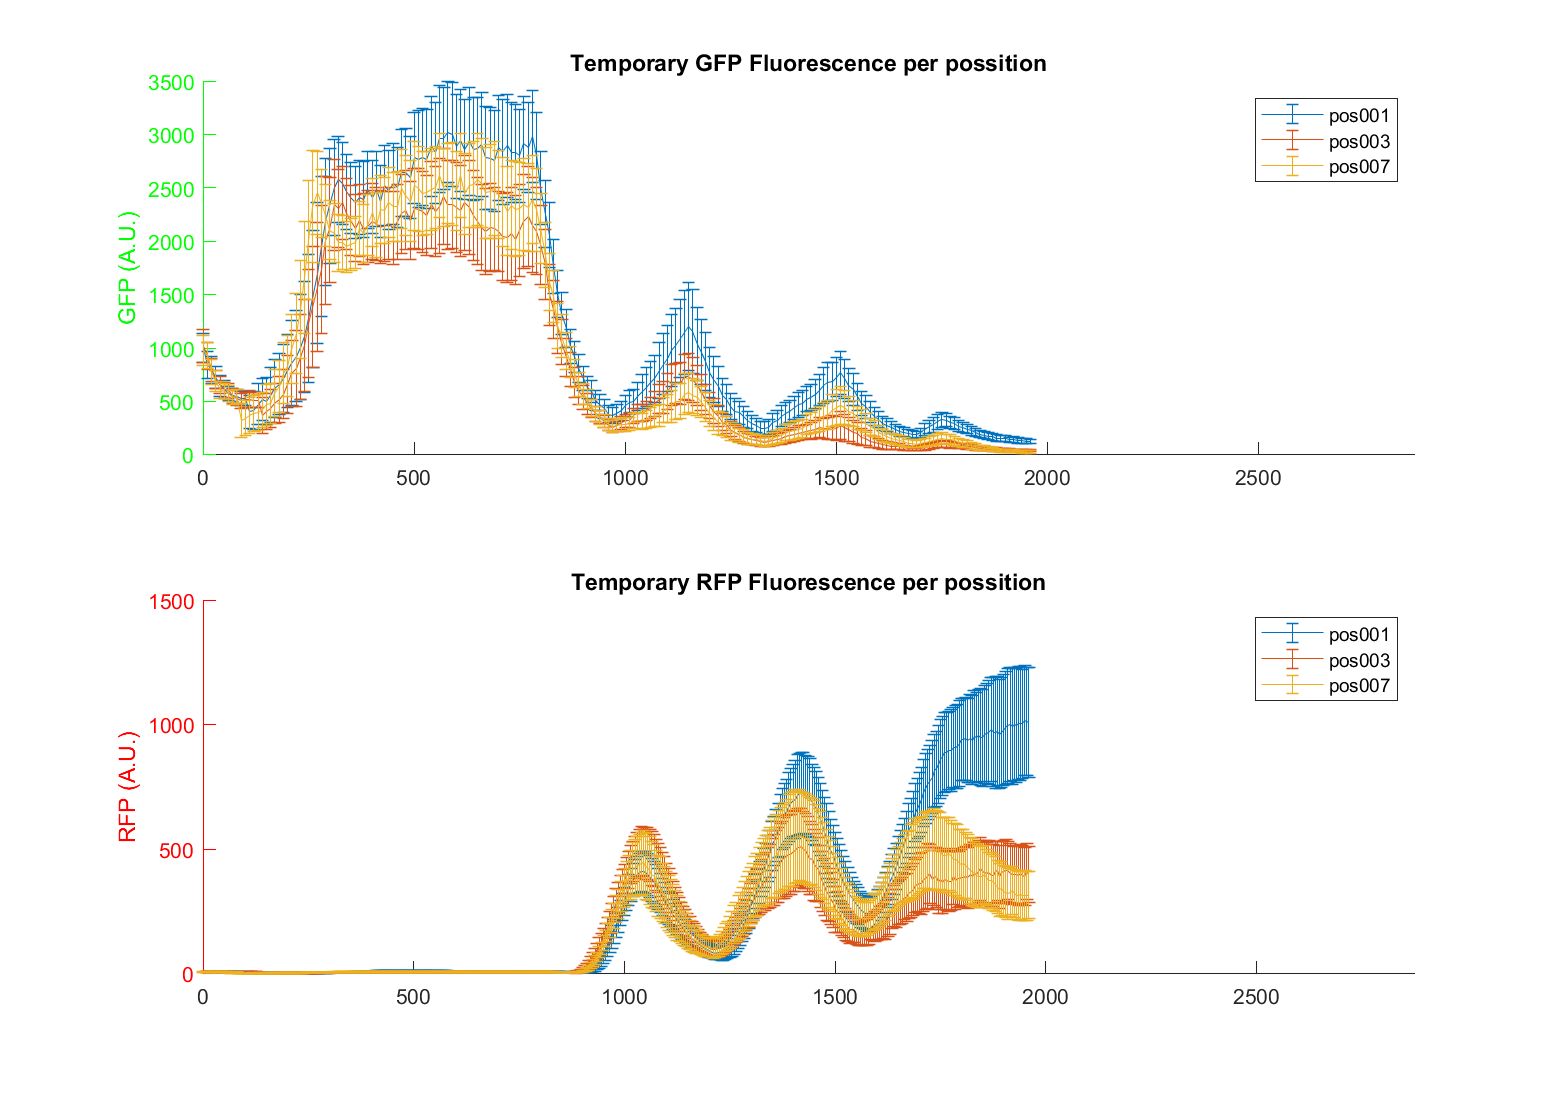 Temporary GFP Fluorescence per possition
GFP (A.U.)
3500
3000
2500
2000
1500
1000
500
0
0 500 1000 1500 2000 2500
pos001
pos003
pos007
Temporary RFP Fluorescence per possition
RFP (A.U.)
1500
1000
500
0
0 500 1000 1500 2000 2500
pos001
pos003
pos007